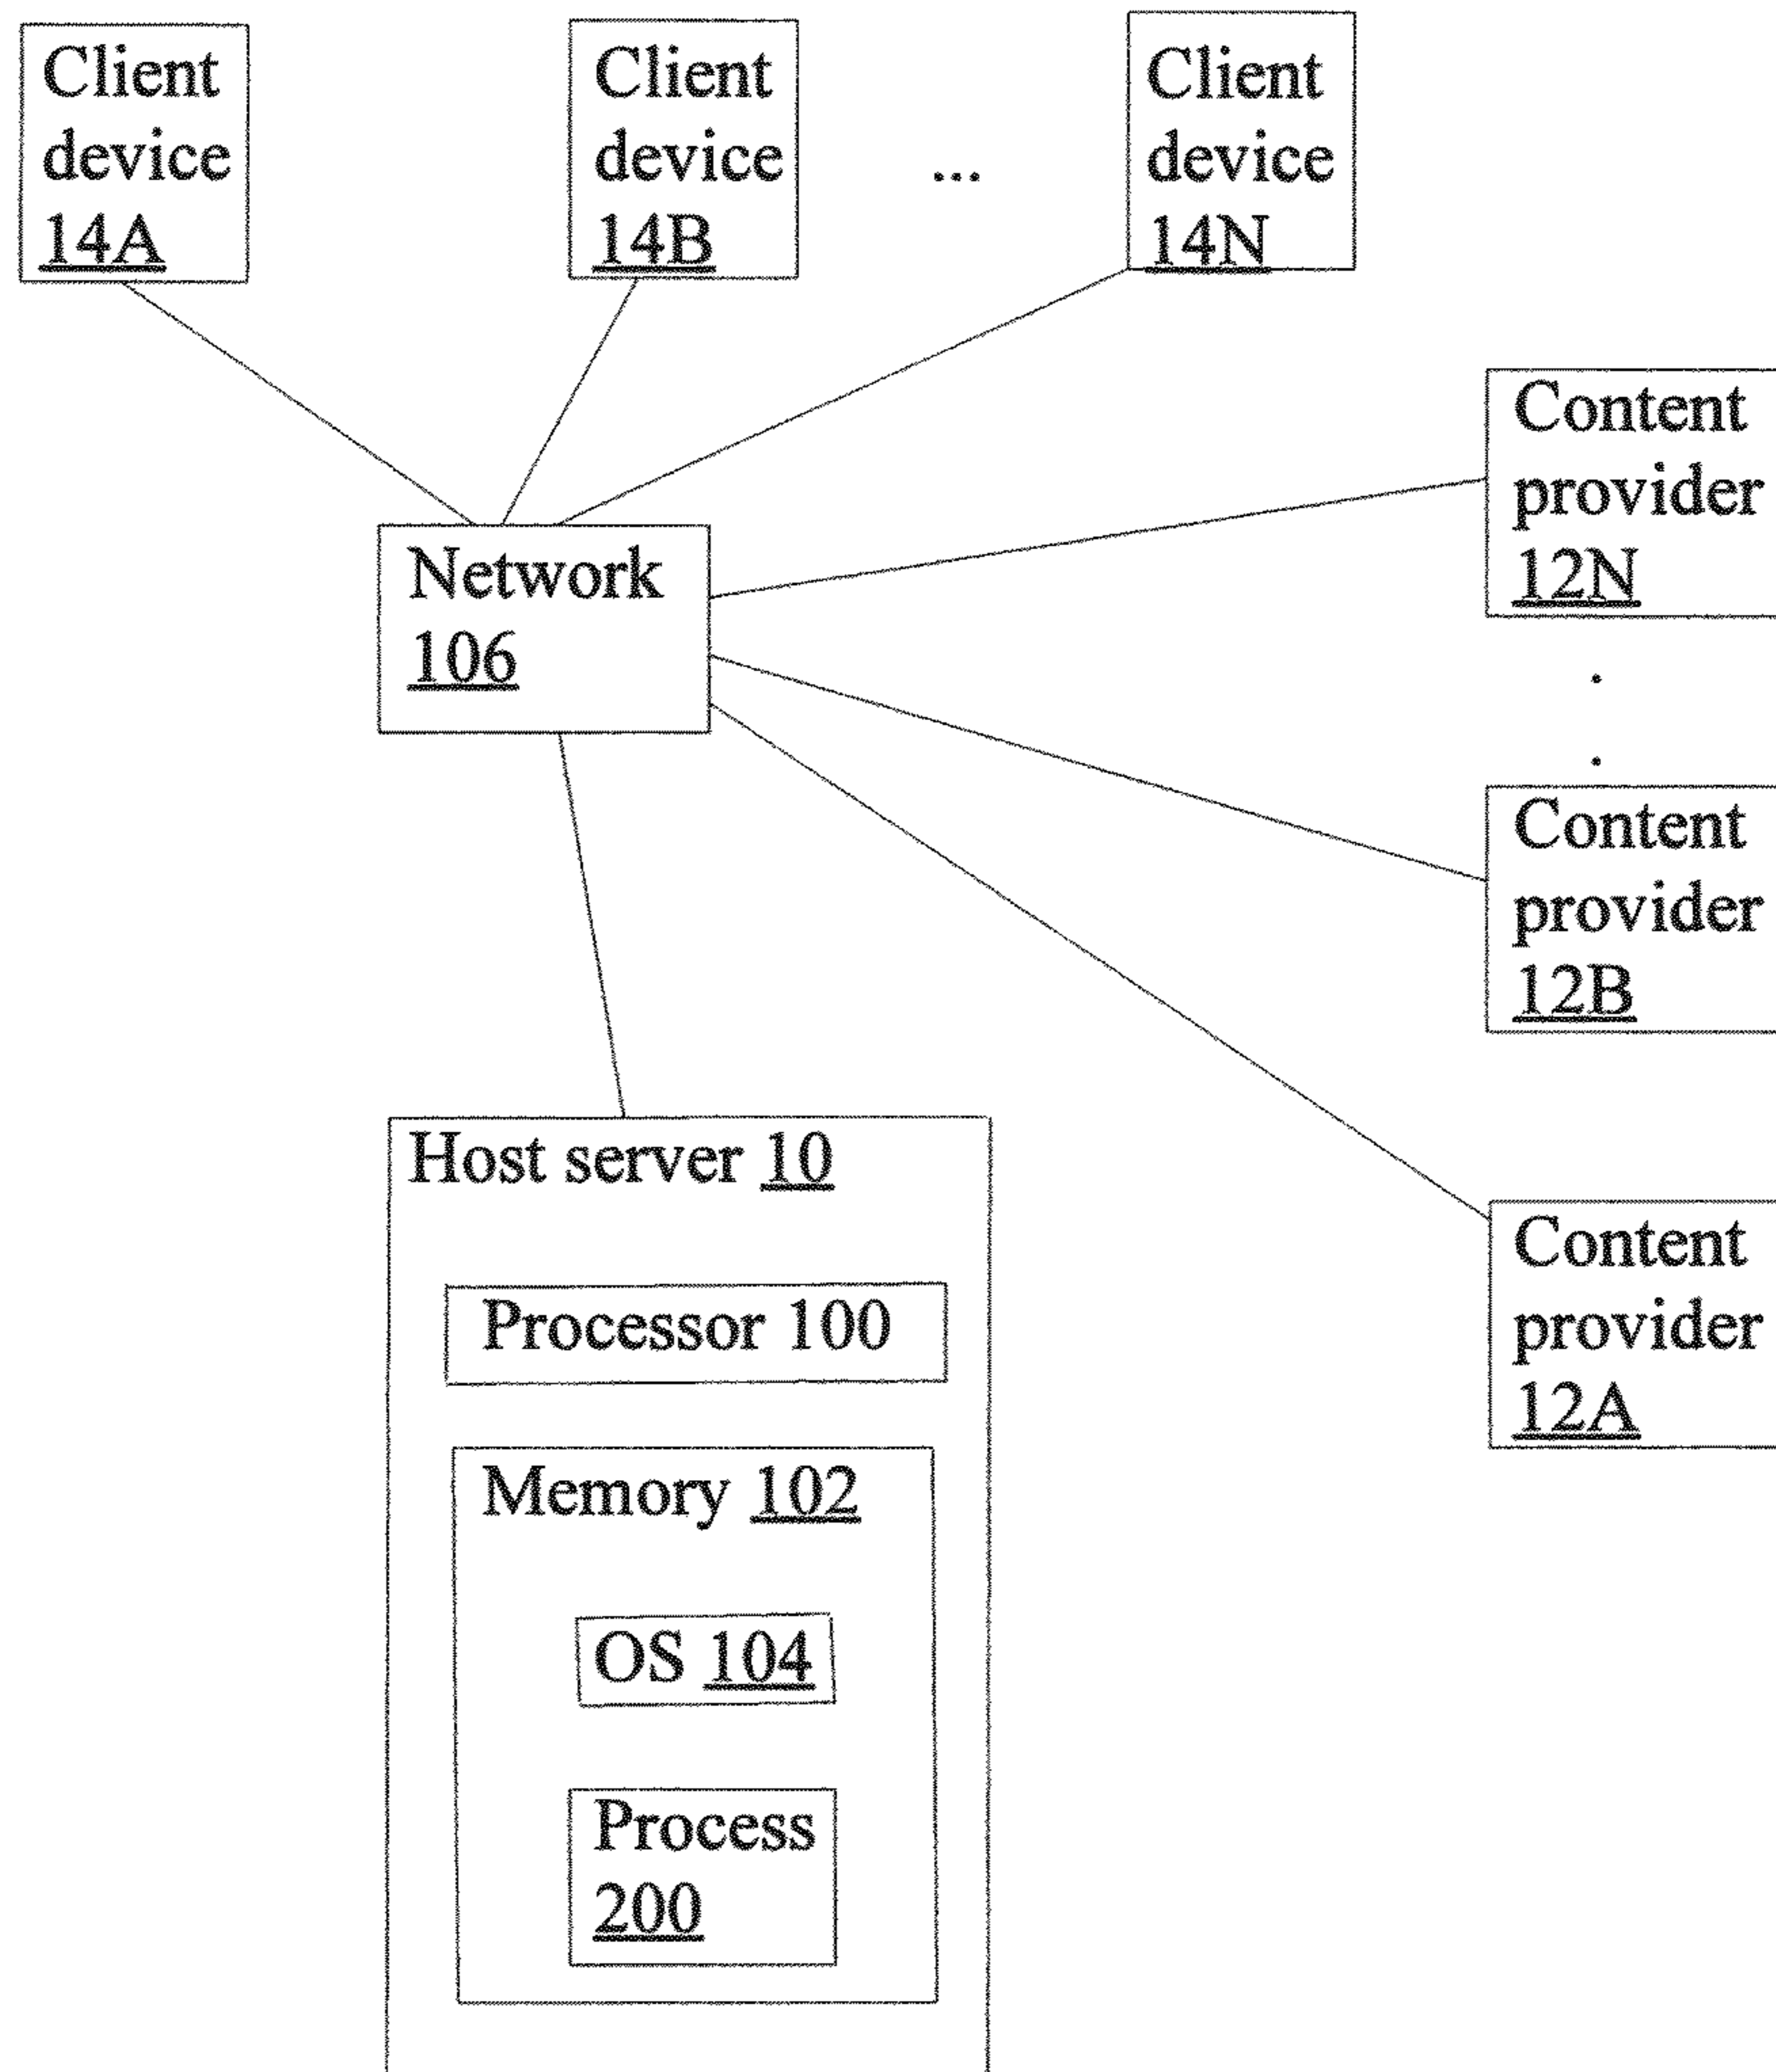 Client
device
14A
Client
device
14B
...
Client
device
14N
Network
106
Content
provider
12N
.
.
Content
provider
12B
Content
provider
12A
Host server 10
Processor 100
Memory 102
OS 104
Process
200